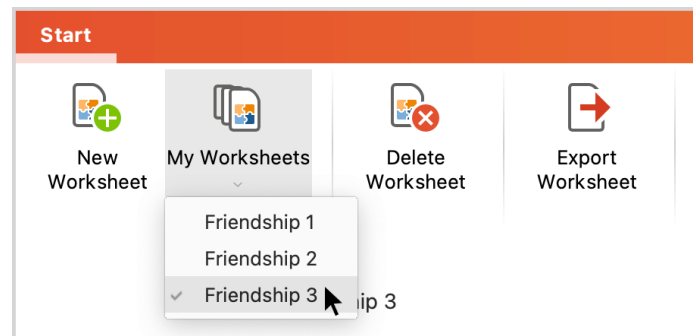 Start
New
Worksheet
My Worksheets
Delete
Worksheet
Export
Worksheet
Friendship 1
Friendship 2
Friendship 3
ip 3